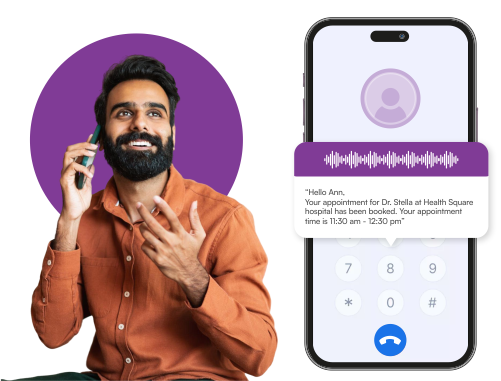 “Hello Ann,
Your appointment for Dr. Stella at Health Square
hospital has been booked. Your appointment
time is 11:30 am - 12:30 pm”
7 8 9
* 0 #